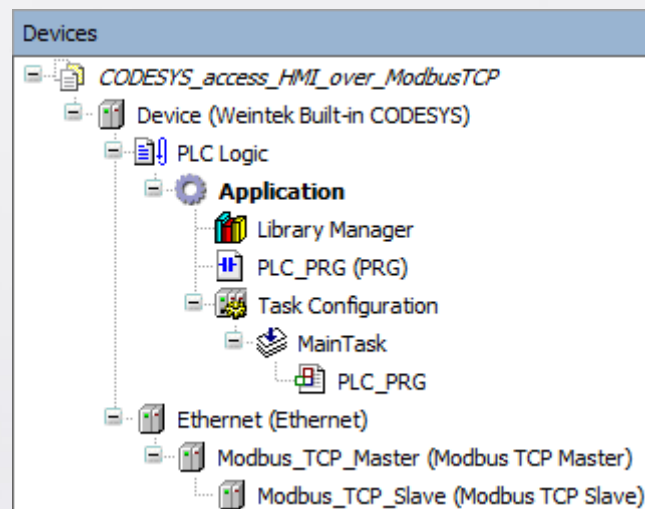 Devices
CODESYS_access_HMI_over_ModbusTCP
Device (Weintek Built-in CODESYS)
PLC Logic
Application
Library Manager
PLC_PRG (PRG)
Task Configuration
MainTask
PLC_PRG
Ethernet (Ethernet)
Modbus_TCP_Master (Modbus TCP Master)
Modbus_TCP_Slave (Modbus TCP Slave)